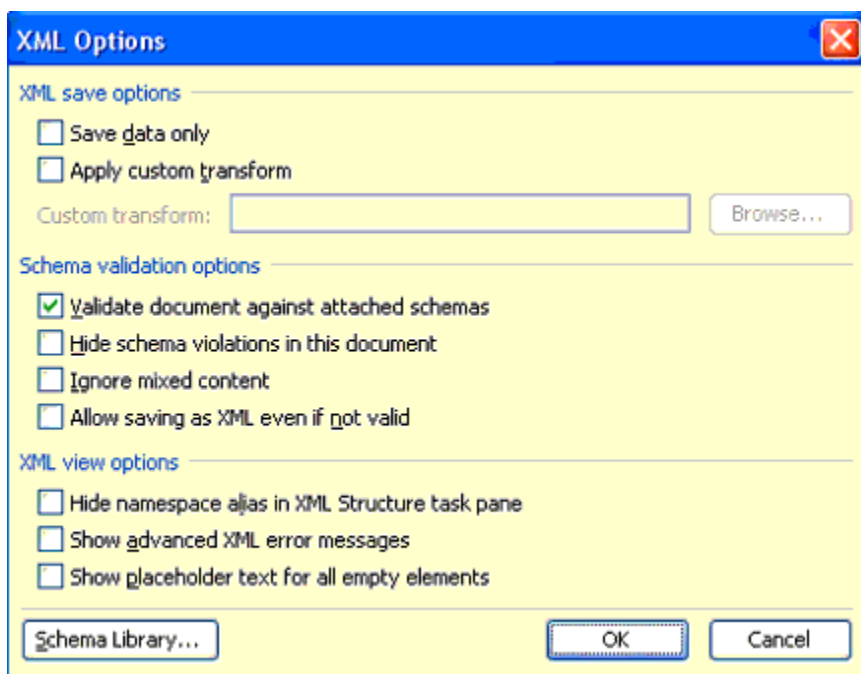 XML Options
XML save options
Save data only
Apply custom transform
Custom transform:
Browse...
Schema validation options
Validate document against attached schemas
Hide schema violations in this document
Ignore mixed content
Allow saving as XML even if not valid
XML view options
Hide namespace alias in XML Structure task pane
Show advanced XML error messages
Show placeholder text for all empty elements
Schema Library...
OK
Cancel